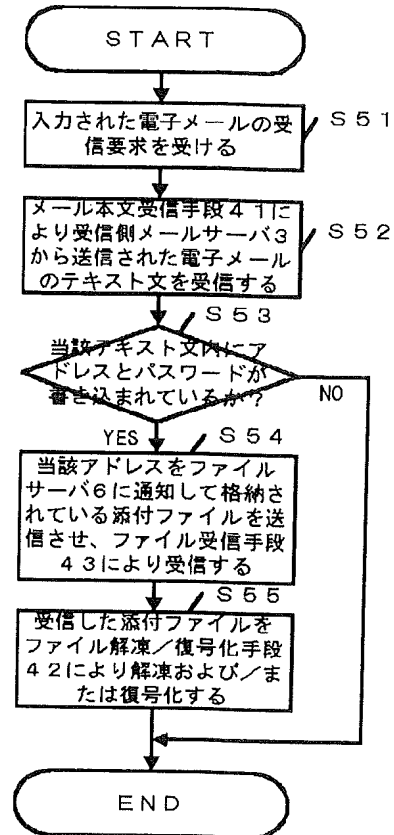 START
入力された電子メールの受
信要求を受ける
S51
メール本文受信手段41に
より受信側メールサーバ3
から送信された電子メール
のテキスト文を受信する
S52
S53
当該テキスト文内にア
ドレスとパスワードが
書き込まれているか?
NO
YES
S54
当該アドレスをファイル
サーバ6に通知して格納さ
れている添付ファイルを送
信させ、ファイル受信手段
43により受信する
S55
受信した添付ファイルを
ファイル解凍/復号化手段
42により解凍および/ま
たは復号化する
END